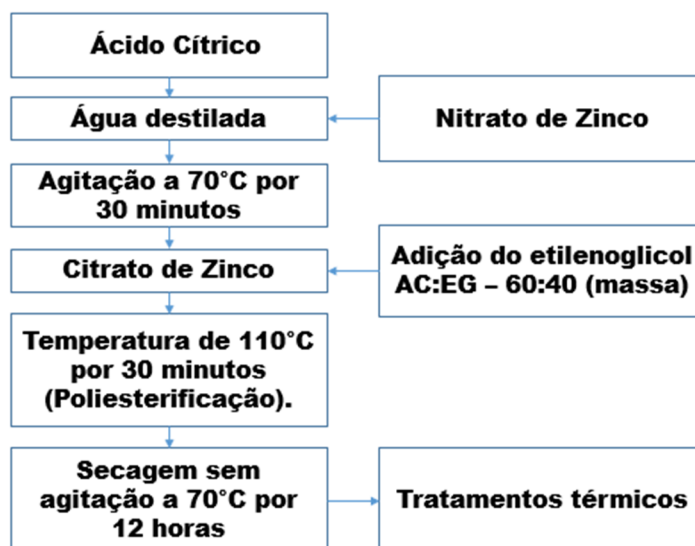 Ácido Cítrico
Água destilada
Nitrato de Zinco
Agitação a 70°C por
30 minutos
Citrato de Zinco
Adição do etilenoglicol
AC:EG – 60:40 (massa)
Temperatura de 110°C
por 30 minutos
(Poliesterificação).
Secagem sem
agitação a 70°C por
12 horas
Tratamentos térmicos